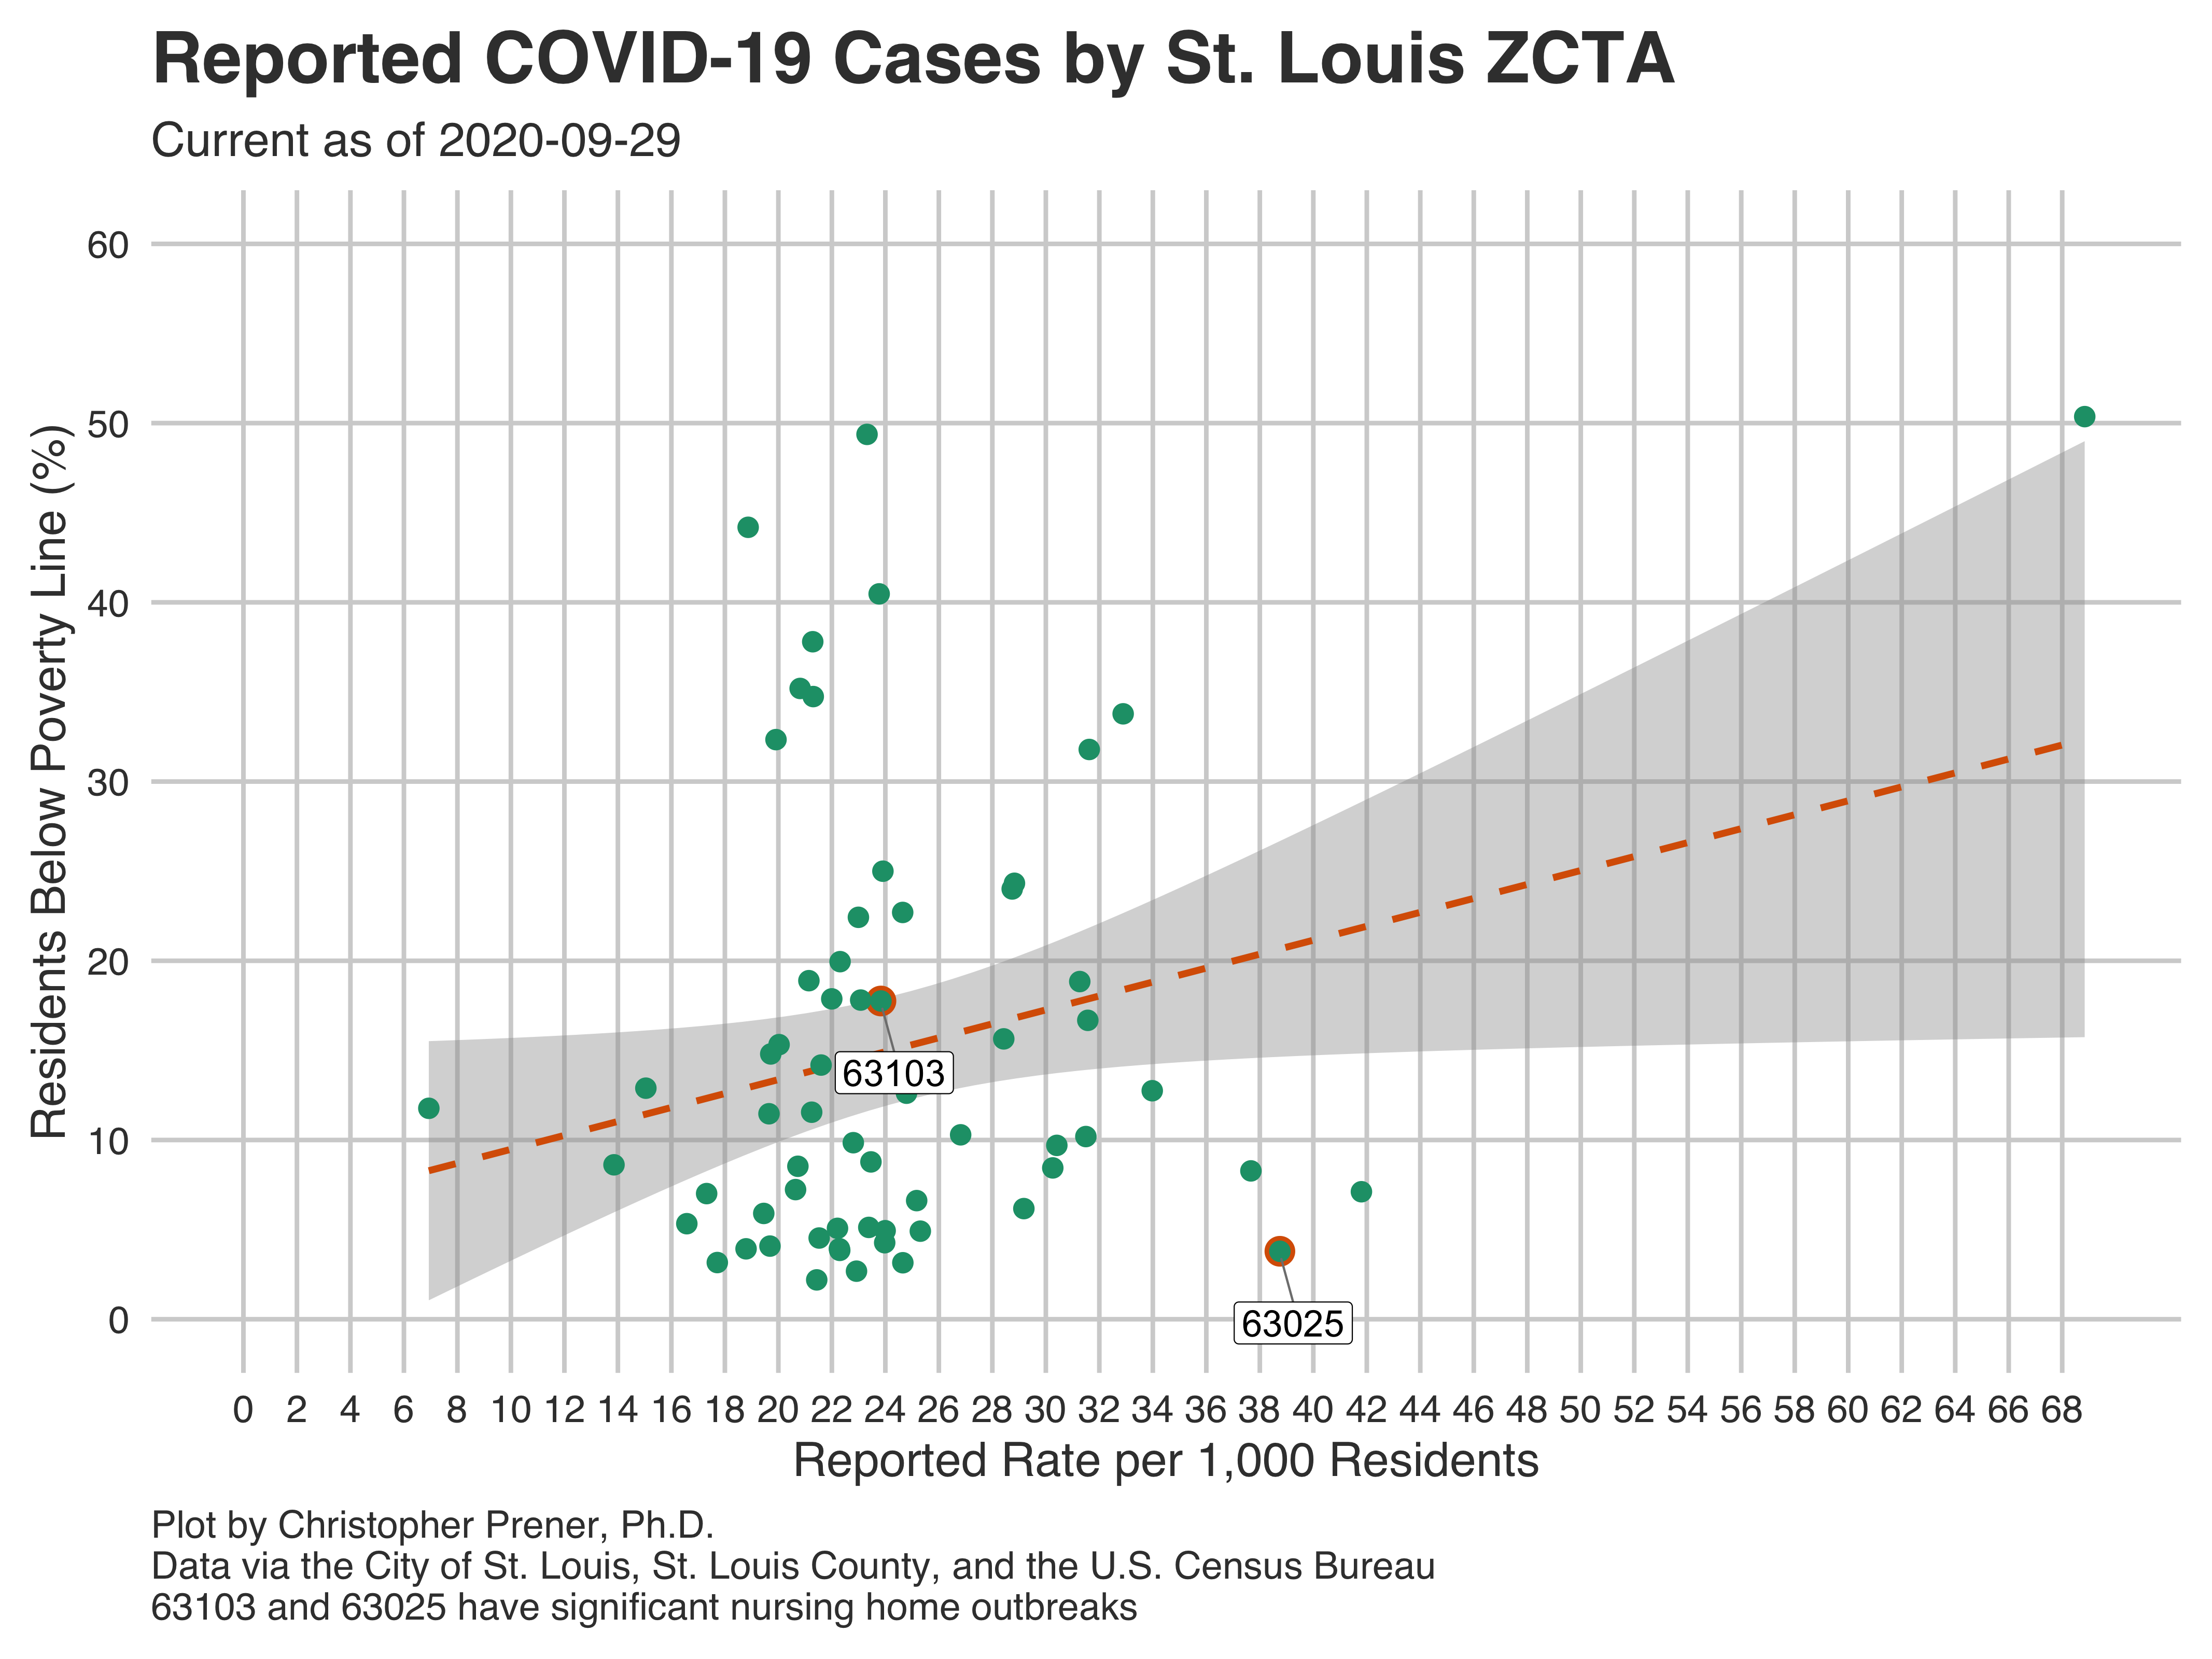 Reported COVID-19 Cases by St. Louis ZCTA
Current as of 2020-09-29
Residents Below Poverty Line (%)
60
50
40
30
20
10
0
63103
63025
0 2 4 6 8 10 12 14 16 18 20 22 24 26 28 30 32 34 36 38 40 42 44 46 48 50 52 54 56 58 60 62 64 66 68
Reported Rate per 1,000 Residents
Plot by Christopher Prener, Ph.D.
Data via the City of St. Louis, St. Louis County, and the U.S. Census Bureau
63103 and 63025 have significant nursing home outbreaks